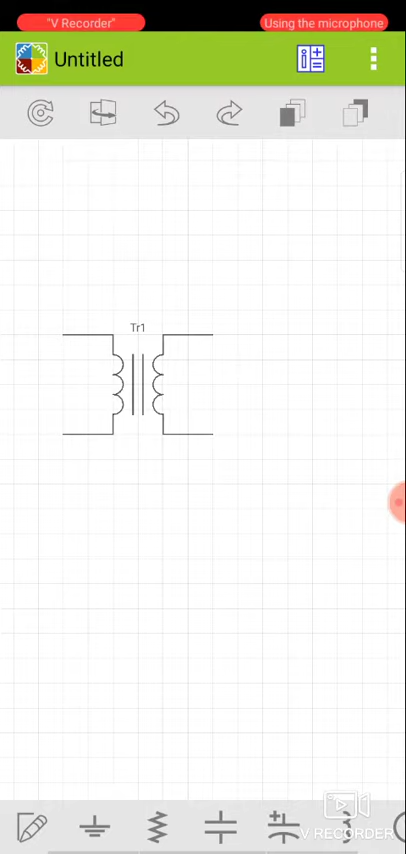 "V Recorder"
Using the microphone
Untitled
Tr1
V RECORDER